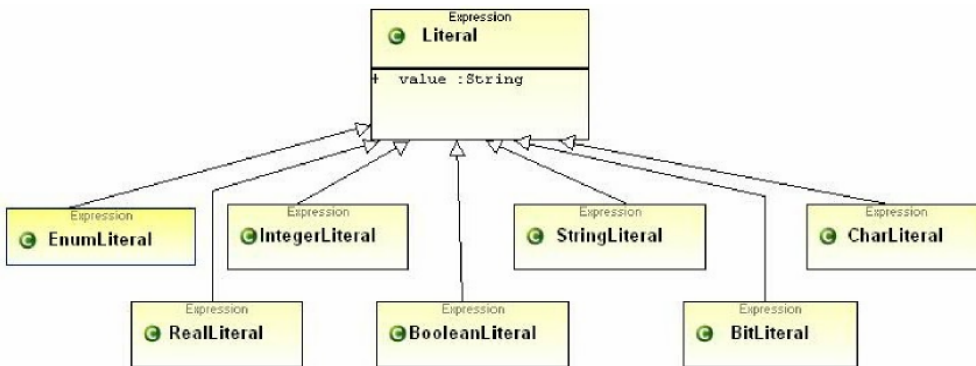 Expression
Literal
+ value :String
Expression
EnumLiteral
Expression
IntegerLiteral
Expression
StringLiteral
Expression
CharLiteral
Expression
RealLiteral
Expression
BooleanLiteral
Expression
BitLiteral